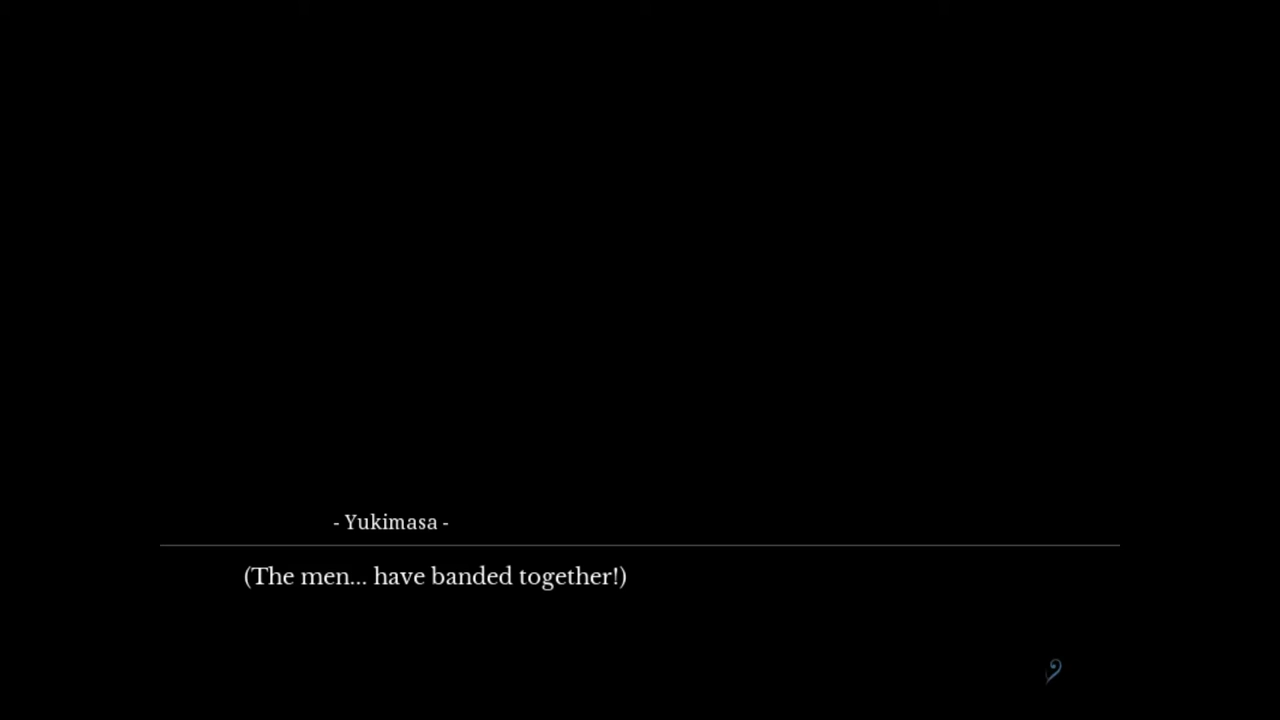 - Yukimasa -
(The men... have banded together!)